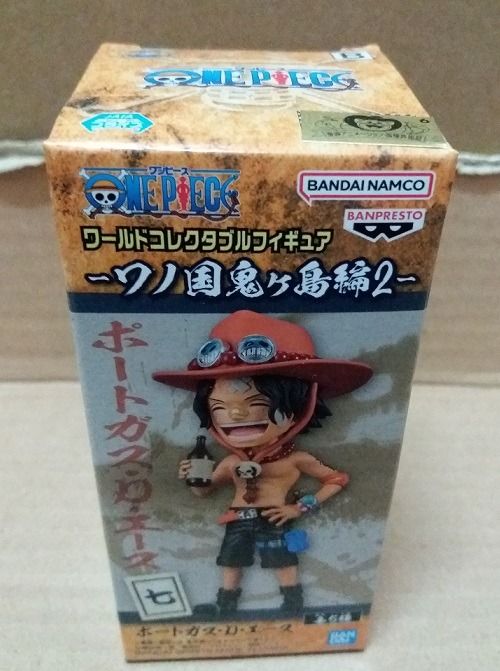 B
ONE PIECE
ワンピース
ONE PIECE
BANDAI NAMCO
BANPRESTO
ワールドコレクタブルフィギュア
-ワノ国鬼ヶ島編2-
ポートガス・D・エース
七
ポートガス・D・エース
BAN
DAI